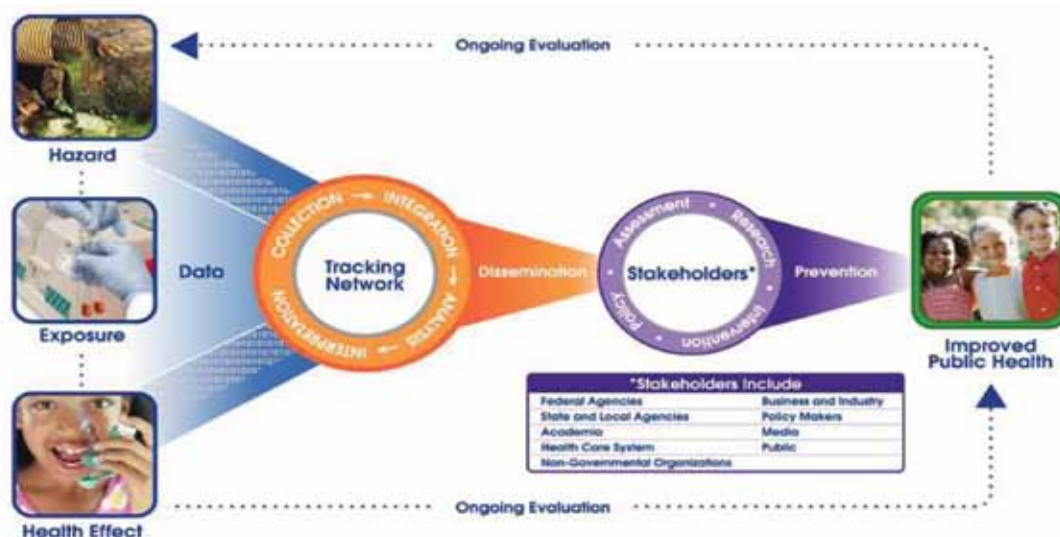 Ongoing Evaluation
Hazard
Exposure
Health Effect
Data
COLLECTION → INTEGRATION → ANALYSIS → INTERPRETATION
Tracking
Network
Dissemination
Assessment • Research • Intervention • Policy •
Stakeholders*
Prevention
Improved
Public Health
*Stakeholders Include
Federal Agencies Business and Industry
State and Local Agencies Policy Makers
Academia Media
Health Care System Public
Non-Governmental Organizations
Ongoing Evaluation